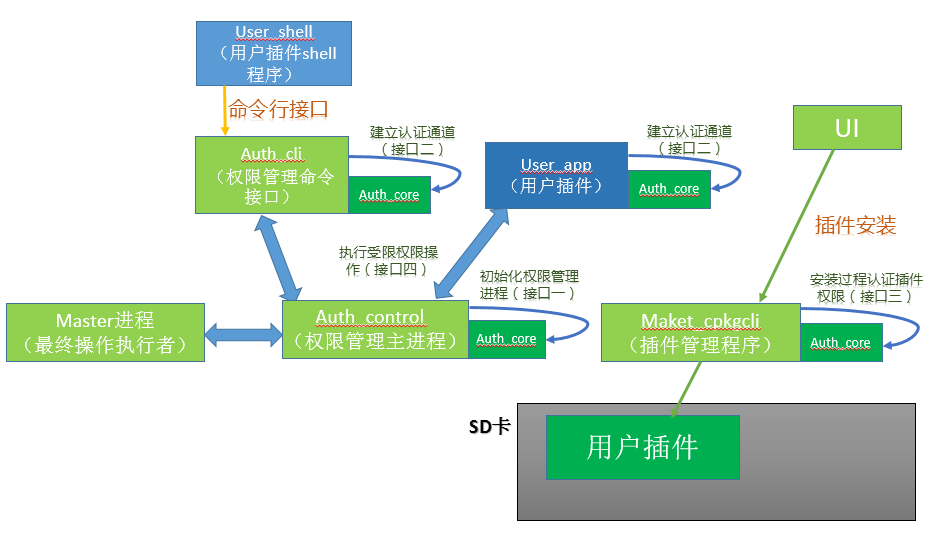 User_shell
（用户插件shell
程序）
命令行接口
Auth_cli
（权限管理命令
接口）
建立认证通道
（接口二）
Auth_core
User_app
（用户插件）
建立认证通道
（接口二）
Auth_core
UI
插件安装
执行受限权限操
作（接口四）
初始化权限管理
进程（接口一）
安装过程认证插件
权限（接口三）
Master进程
（最终操作执行者）
Auth_control
（权限管理主进程）
Auth_core
Maket_cpkgcli
（插件管理程序）
Auth_core
SD卡
用户插件